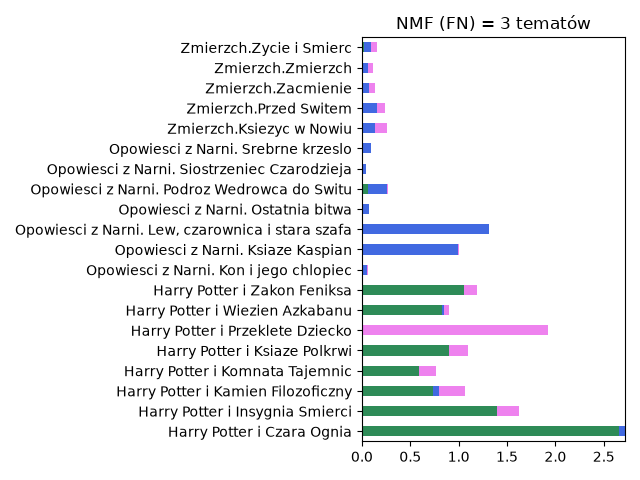 NMF (FN) = 3 tematów
Zmierzch.Zycie i Smierc
Zmierzch.Zmierzch
Zmierzch.Zacmienie
Zmierzch.Przed Switem
Zmierzch.Ksiezyc w Nowiu
Opowiesci z Narni. Srebrne krzeslo
Opowiesci z Narni. Siostrzeniec Czarodzieja
Opowiesci z Narni. Podroz Wedrowca do Switu
Opowiesci z Narni. Ostatnia bitwa
Opowiesci z Narni. Lew, czarownica i stara szafa
Opowiesci z Narni. Ksiaze Kaspian
Opowiesci z Narni. Kon i jego chlopiec
Harry Potter i Zakon Feniksa
Harry Potter i Wiezien Azkabanu
Harry Potter i Przeklete Dziecko
Harry Potter i Ksiaze Polkrwi
Harry Potter i Komnata Tajemnic
Harry Potter i Kamien Filozoficzny
Harry Potter i Insygnia Smierci
Harry Potter i Czara Ognia
0.0 0.5 1.0 1.5 2.0 2.5